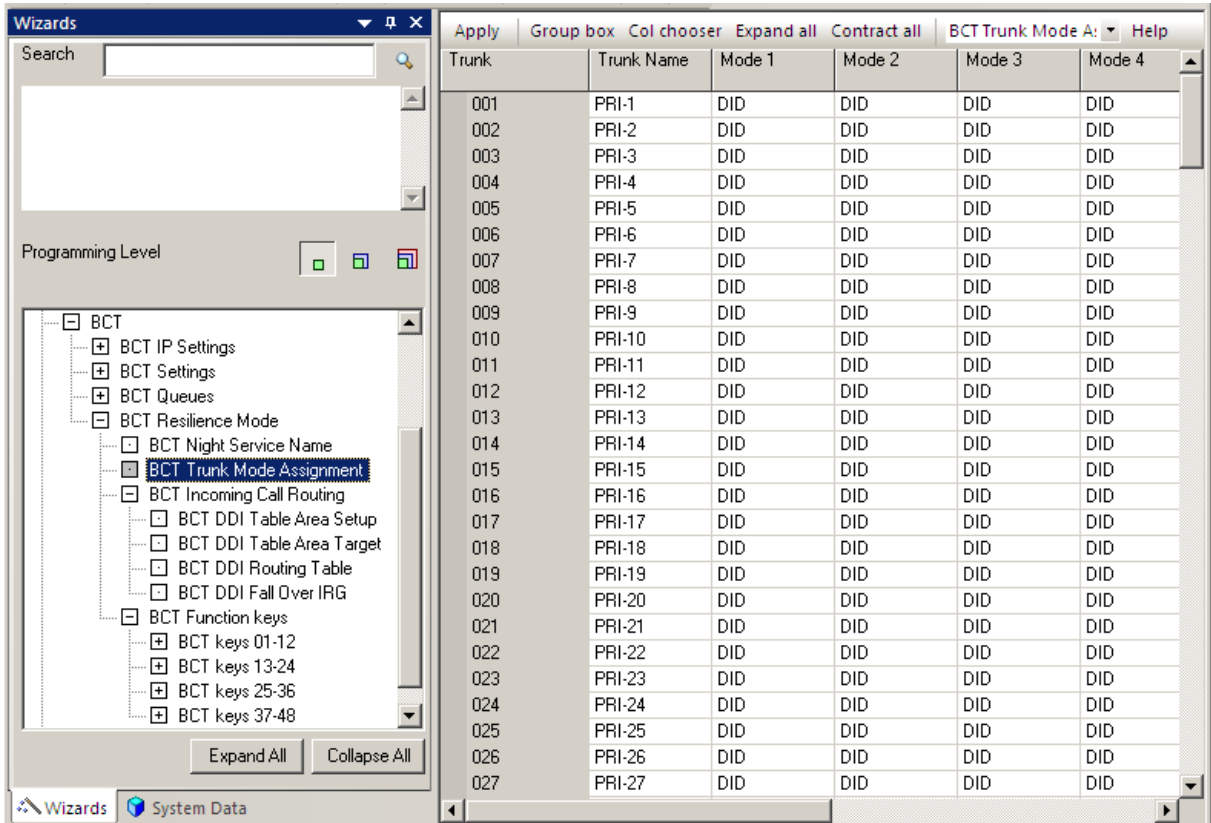 Wizards
Search
Programming Level
BCT
BCT IP Settings
BCT Settings
BCT Queues
BCT Resilience Mode
BCT Night Service Name
BCT Trunk Mode Assignment
BCT Incoming Call Routing
BCT DDI Table Area Setup
BCT DDI Table Area Target
BCT DDI Routing Table
BCT DDI Fall Over IRG
BCT Function keys
BCT keys 01-12
BCT keys 13-24
BCT keys 25-36
BCT keys 37-48
Expand All Collapse All
Wizards System Data
Apply Group box Col chooser Expand all Contract all BCT Trunk Mode A: Help
Trunk Trunk Name Mode 1 Mode 2 Mode 3 Mode 4
001 PRI-1 DID DID DID DID
002 PRI-2 DID DID DID DID
003 PRI-3 DID DID DID DID
004 PRI-4 DID DID DID DID
005 PRI-5 DID DID DID DID
006 PRI-6 DID DID DID DID
007 PRI-7 DID DID DID DID
008 PRI-8 DID DID DID DID
009 PRI-9 DID DID DID DID
010 PRI-10 DID DID DID DID
011 PRI-11 DID DID DID DID
012 PRI-12 DID DID DID DID
013 PRI-13 DID DID DID DID
014 PRI-14 DID DID DID DID
015 PRI-15 DID DID DID DID
016 PRI-16 DID DID DID DID
017 PRI-17 DID DID DID DID
018 PRI-18 DID DID DID DID
019 PRI-19 DID DID DID DID
020 PRI-20 DID DID DID DID
021 PRI-21 DID DID DID DID
022 PRI-22 DID DID DID DID
023 PRI-23 DID DID DID DID
024 PRI-24 DID DID DID DID
025 PRI-25 DID DID DID DID
026 PRI-26 DID DID DID DID
027 PRI-27 DID DID DID DID